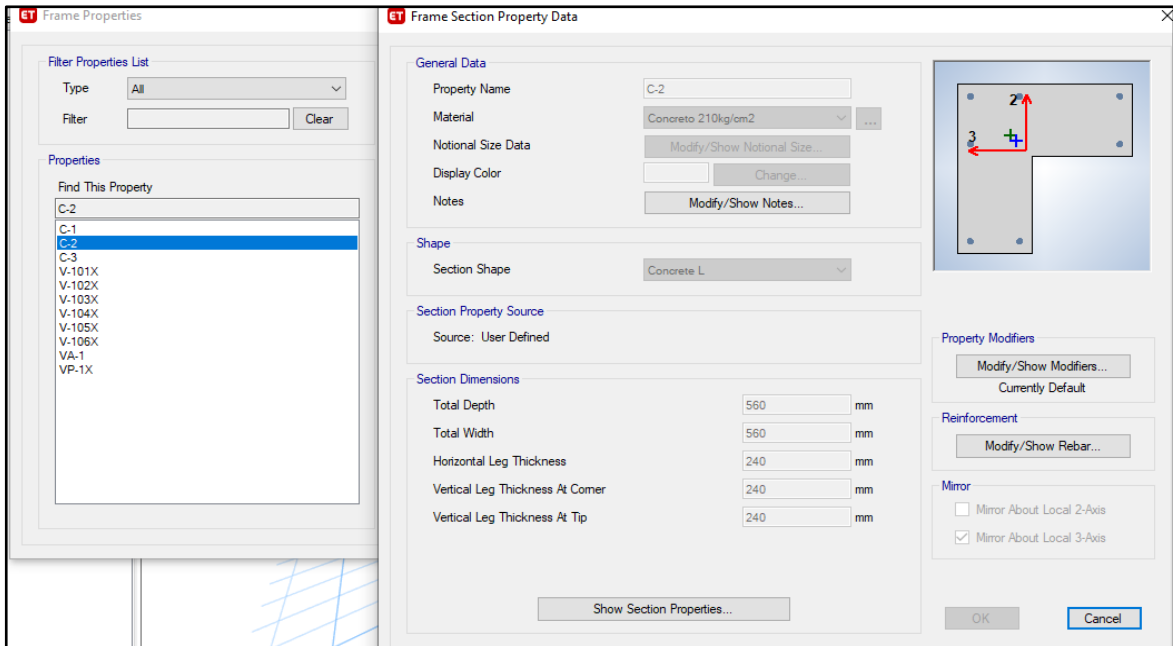 ET Frame Properties
Filter Properties List
Type All
Filter Clear
Properties
Find This Property
C-2
C-1
C-2
C-3
V-101X
V-102X
V-103X
V-104X
V-105X
V-106X
VA-1
VP-1X
ET Frame Section Property Data
General Data
Property Name C-2
Material Concreto 210kg/cm2 ...
Notional Size Data Modify/Show Notional Size...
Display Color Change...
Notes Modify/Show Notes...
Shape
Section Shape Concrete L
Section Property Source
Source: User Defined
Section Dimensions
Total Depth 560 mm
Total Width 560 mm
Horizontal Leg Thickness 240 mm
Vertical Leg Thickness At Corner 240 mm
Vertical Leg Thickness At Tip 240 mm
Show Section Properties...
2
3
Property Modifiers
Modify/Show Modifiers...
Currently Default
Reinforcement
Modify/Show Rebar...
Mirror
Mirror About Local 2-Axis
Mirror About Local 3-Axis
OK Cancel